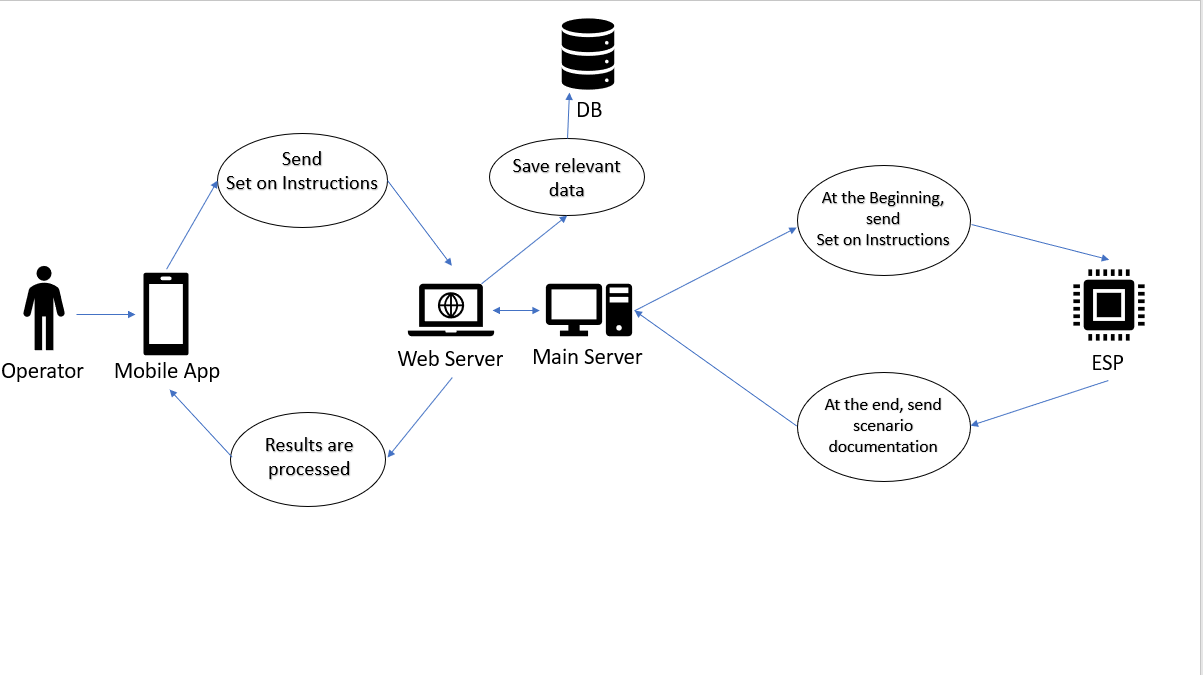 DB
Send
Set on Instructions
Save relevant
data
At the Beginning,
send
Set on Instructions
Operator
Mobile App
Web Server
Main Server
ESP
Results are
processed
At the end, send
scenario
documentation